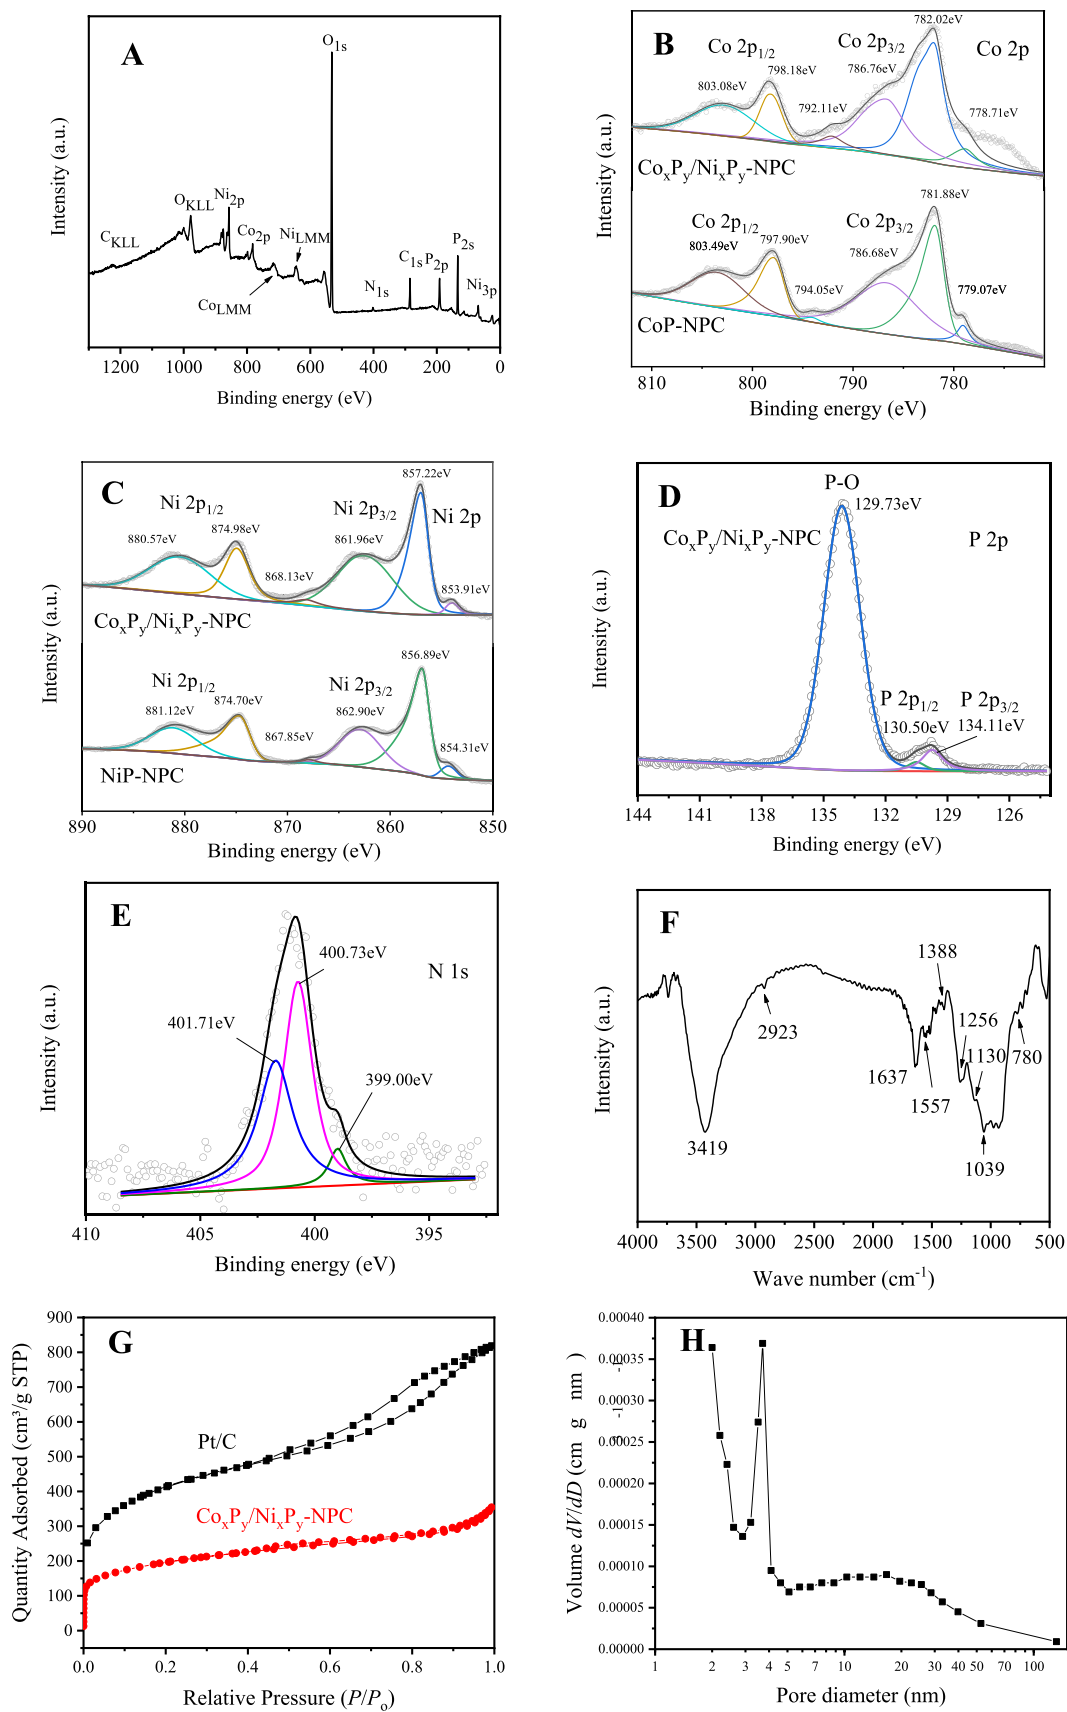 A
O1s
OKLL
Ni2p
CKLL
Co2p
NiLMM
CoLMM
N1s
C1s
P2p
P2s
Ni3p
Intensity (a.u.)
1200 1000 800 600 400 200 0
Binding energy (eV)
B
782.02eV
Co 2p1/2
Co 2p3/2
Co 2p
798.18eV
786.76eV
803.08eV
792.11eV
778.71eV
CoxPy/NixPy-NPC
781.88eV
Co 2p1/2
Co 2p3/2
803.49eV
797.90eV
786.68eV
794.05eV
779.07eV
CoP-NPC
Intensity (a.u.)
810 800 790 780
Binding energy (eV)
C
857.22eV
Ni 2p1/2
Ni 2p3/2
Ni 2p
880.57eV
874.98eV
861.96eV
868.13eV
853.91eV
CoxPy/NixPy-NPC
856.89eV
Ni 2p1/2
Ni 2p3/2
881.12eV
874.70eV
862.90eV
867.85eV
854.31eV
NiP-NPC
Intensity (a.u.)
890 880 870 860 850
Binding energy (eV)
D
P-O
129.73eV
CoxPy/NixPy-NPC
P 2p
P 2p1/2
P 2p3/2
130.50eV
134.11eV
Intensity (a.u.)
144 141 138 135 132 129 126
Binding energy (eV)
E
400.73eV
N 1s
401.71eV
399.00eV
Intensity (a.u.)
410 405 400 395
Binding energy (eV)
F
1388
2923
1256
1130
780
1637
1557
3419
1039
Intensity (a.u.)
4000 3500 3000 2500 2000 1500 1000 500
Wave number (cm-1)
G
900
800
700
600
500
400
300
200
100
0
Pt/C
CoxPy/NixPy-NPC
Quantity Adsorbed (cm³/g STP)
0.0 0.2 0.4 0.6 0.8 1.0
Relative Pressure (P/Po)
H
0.00040
0.00035
0.00030
0.00025
0.00020
0.00015
0.00010
0.00005
0.00000
Volume dV/dD (cm3 g-1 nm-1)
1 2 3 4 5 7 10 20 30 40 50 70 100
Pore diameter (nm)